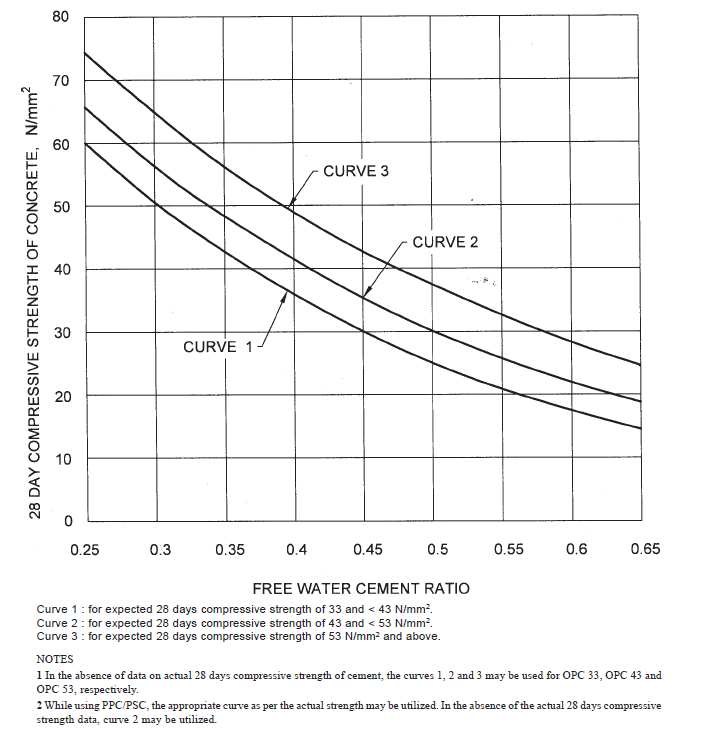 80
70
60
50
40
30
20
10
0
28 DAY COMPRESSIVE STRENGTH OF CONCRETE, N/mm²
CURVE 3
CURVE 2
CURVE 1
0.25 0.3 0.35 0.4 0.45 0.5 0.55 0.6 0.65
FREE WATER CEMENT RATIO
Curve 1 : for expected 28 days compressive strength of 33 and < 43 N/mm².
Curve 2 : for expected 28 days compressive strength of 43 and < 53 N/mm².
Curve 3 : for expected 28 days compressive strength of 53 N/mm² and above.
NOTES
1 In the absence of data on actual 28 days compressive strength of cement, the curves 1, 2 and 3 may be used for OPC 33, OPC 43 and
OPC 53, respectively.
2 While using PPC/PSC, the appropriate curve as per the actual strength may be utilized. In the absence of the actual 28 days compressive
strength data, curve 2 may be utilized.